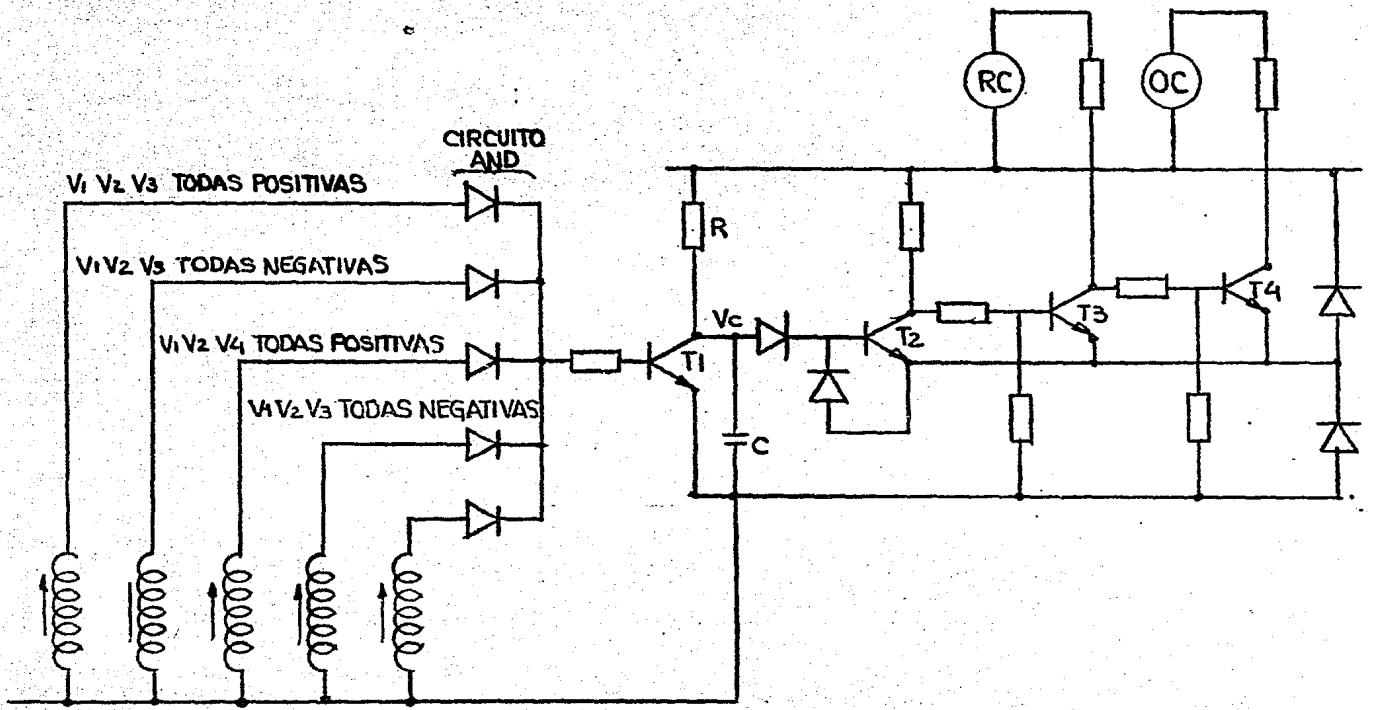 RC
OC
CIRCUITO
AND
V1 V2 V3 TODAS POSITIVAS
V1 V2 V3 TODAS NEGATIVAS
V1 V2 V4 TODAS POSITIVAS
V1 V2 V3 TODAS NEGATIVAS
R
VC
T1
T2
T3
T4
C